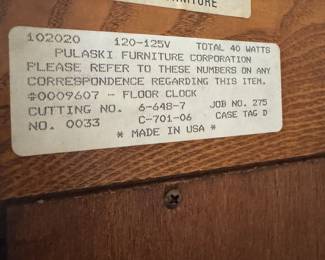 FURNITURE
102020 120-125V TOTAL 40 WATTS
PULASKI FURNITURE CORPORATION
PLEASE REFER TO THESE NUMBERS ON ANY
CORRESPONDENCE REGARDING THIS ITEM.
#0009607 - FLOOR CLOCK
CUTTING NO. 6-648-7 JOB NO. 275
NO. 0033 C-701-06 CASE TAG D
* MADE IN USA *